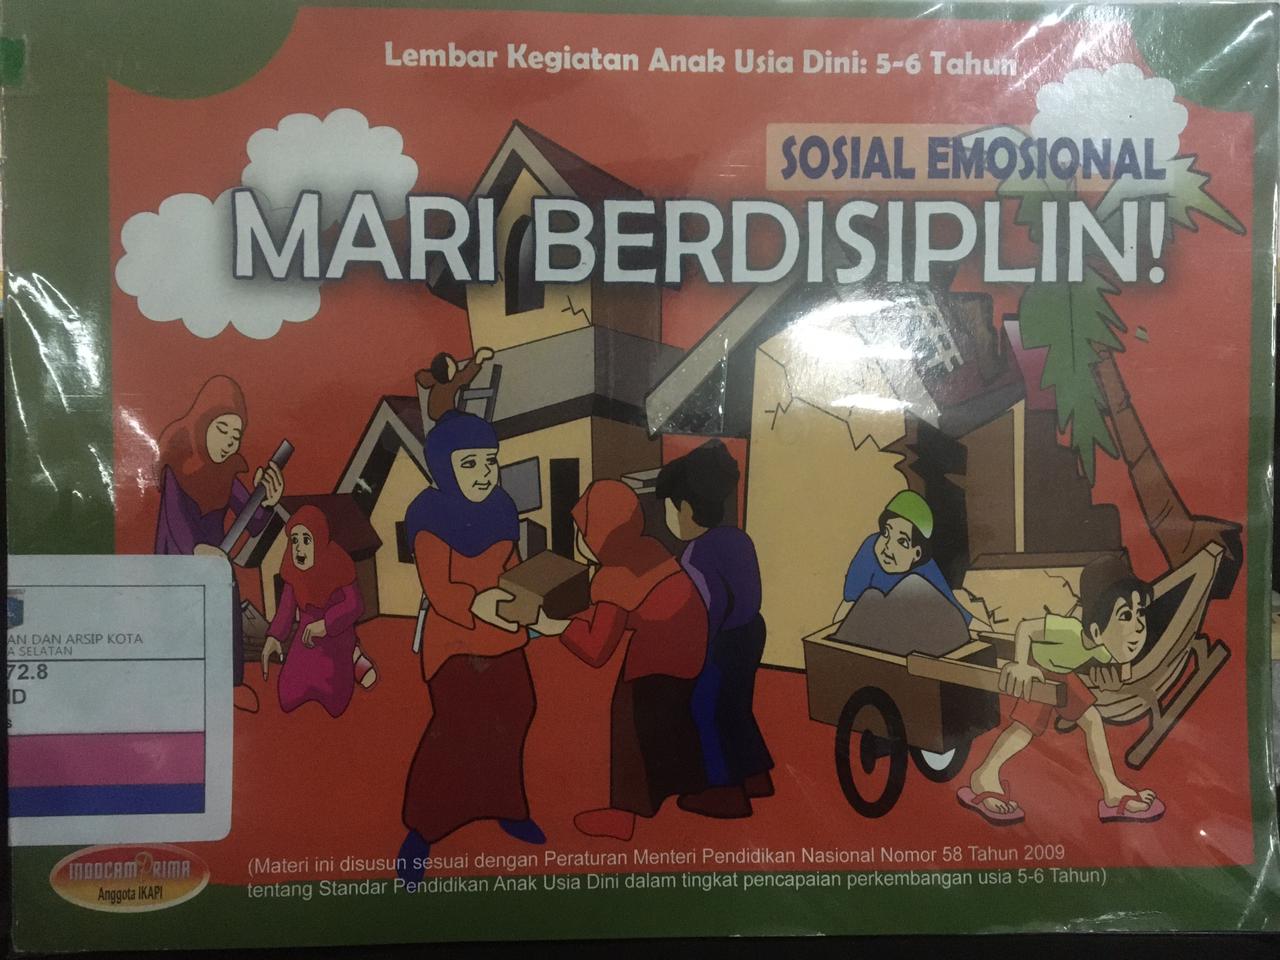 Lembar Kegiatan Anak Usia Dini: 5-6 Tahun
SOSIAL EMOSIONAL
MARI BERDISIPLIN!
AN DAN ARSIP KOTA
A SELATAN
72.8
ND
s
INDOCAMPRIMA
Anggota IKAPI
(Materi ini disusun sesuai dengan Peraturan Menteri Pendidikan Nasional Nomor 58 Tahun 2009
tentang Standar Pendidikan Anak Usia Dini dalam tingkat pencapaian perkembangan usia 5-6 Tahun)